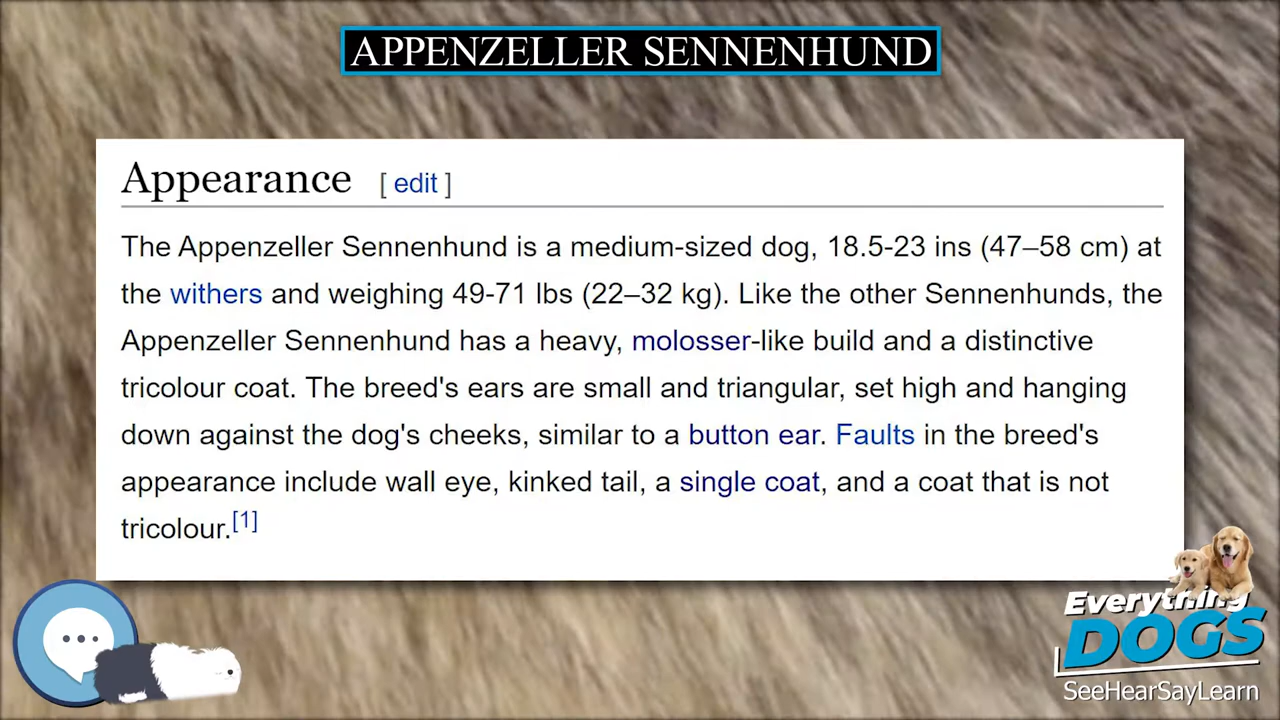 APPENZELLER SENNENHUND
Appearance [ edit ]
The Appenzeller Sennenhund is a medium-sized dog, 18.5-23 ins (47–58 cm) at
the withers and weighing 49-71 lbs (22–32 kg). Like the other Sennenhunds, the
Appenzeller Sennenhund has a heavy, molosser-like build and a distinctive
tricolour coat. The breed's ears are small and triangular, set high and hanging
down against the dog's cheeks, similar to a button ear. Faults in the breed's
appearance include wall eye, kinked tail, a single coat, and a coat that is not
tricolour.[1]
Everything
DOGS
SeeHearSayLearn